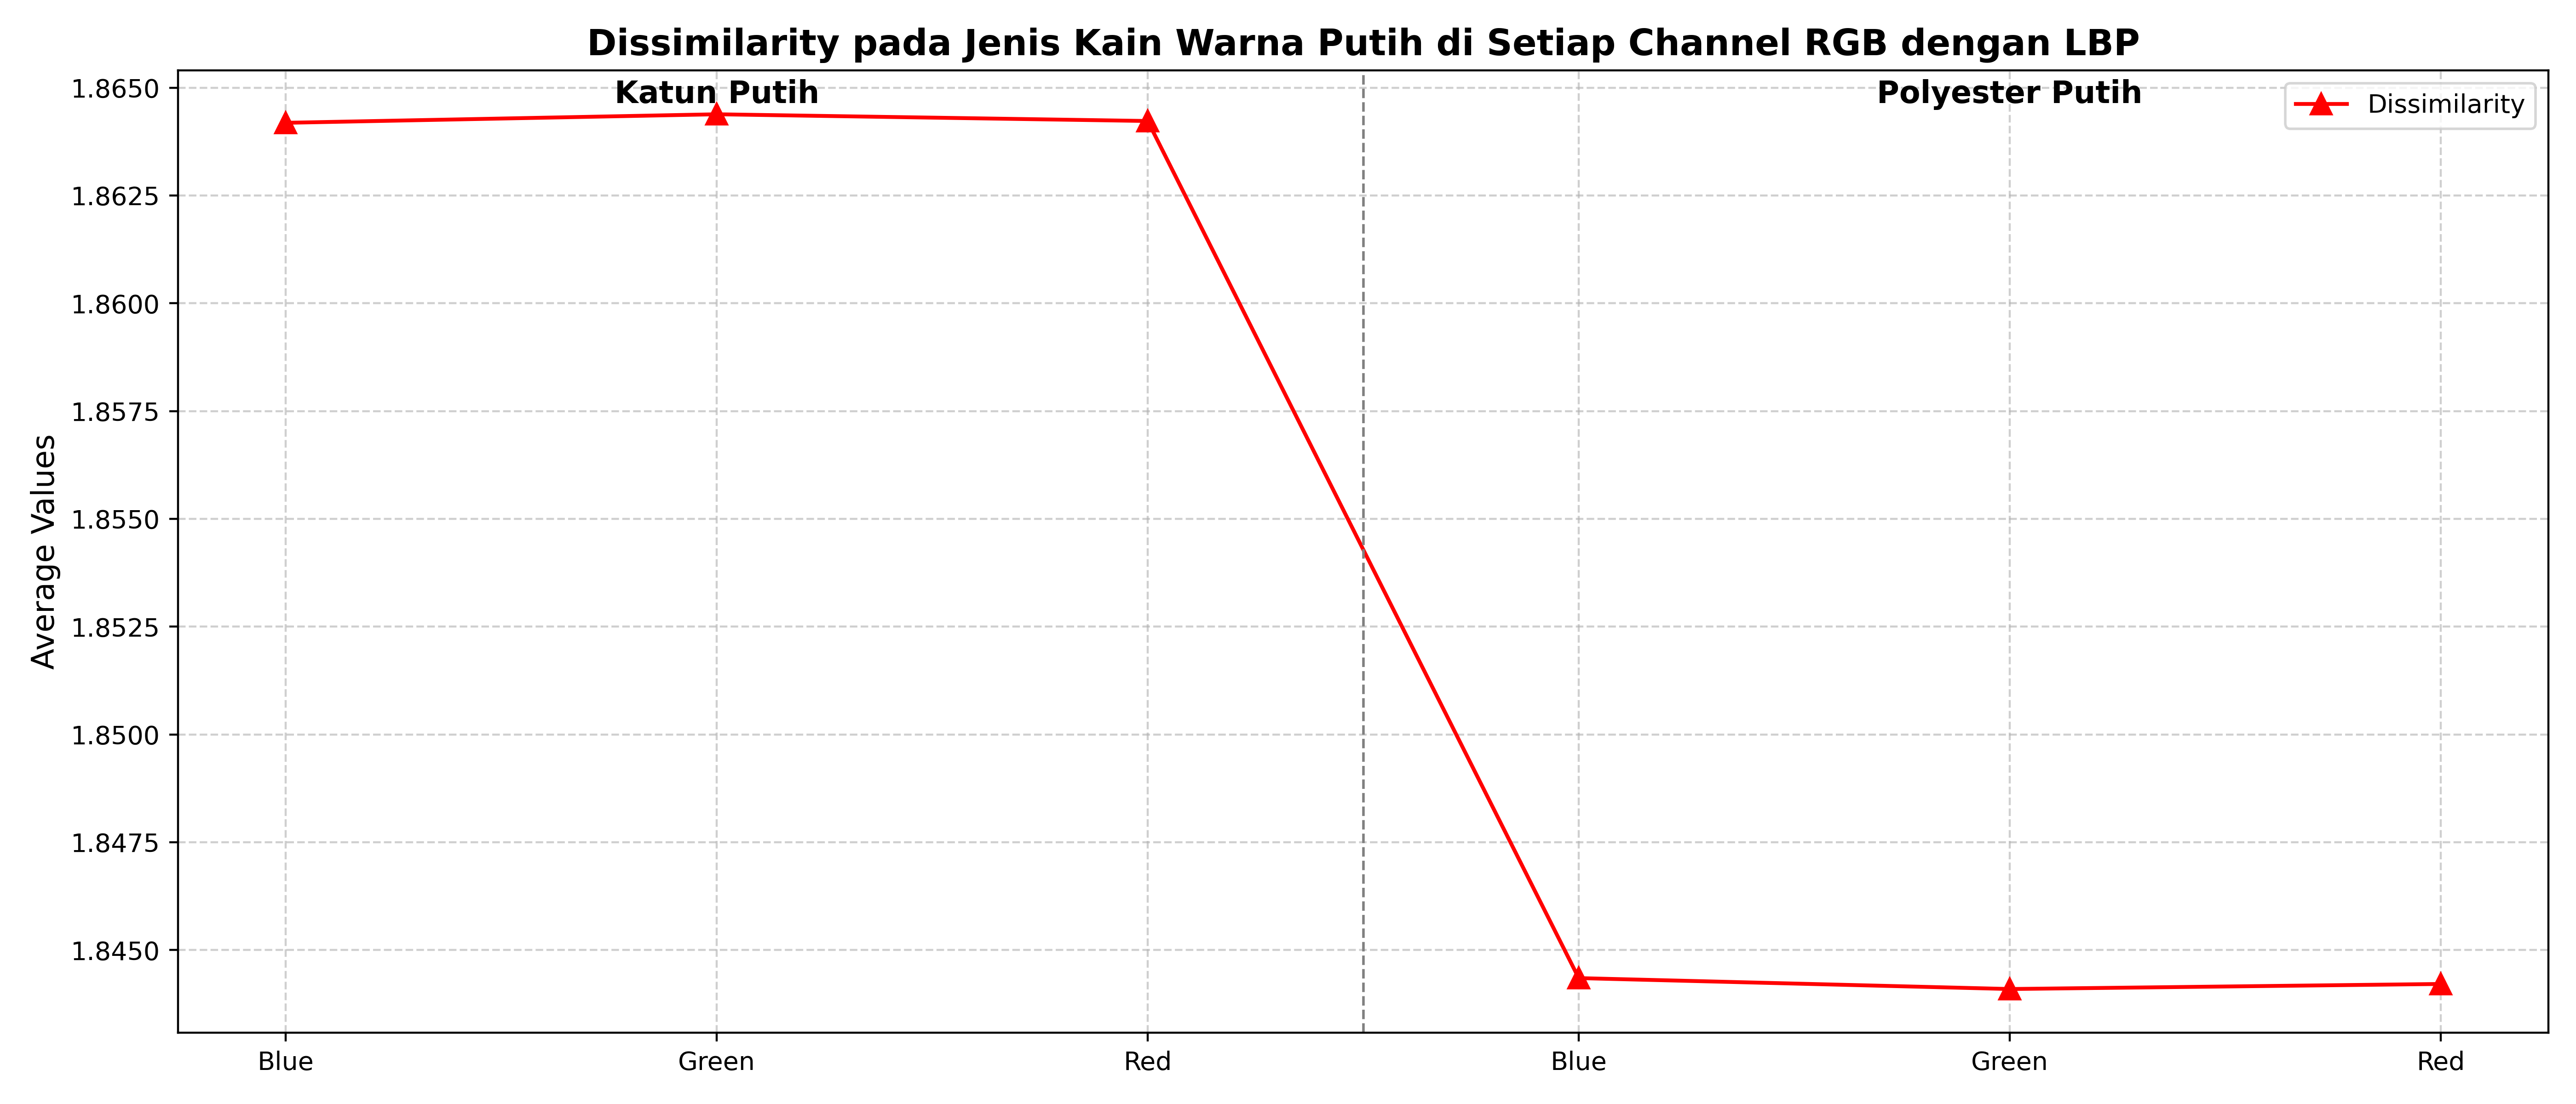 Dissimilarity pada Jenis Kain Warna Putih di Setiap Channel RGB dengan LBP
Katun Putih
Polyester Putih
Dissimilarity
Average Values
1.8650
1.8625
1.8600
1.8575
1.8550
1.8525
1.8500
1.8475
1.8450
Blue
Green
Red
Blue
Green
Red